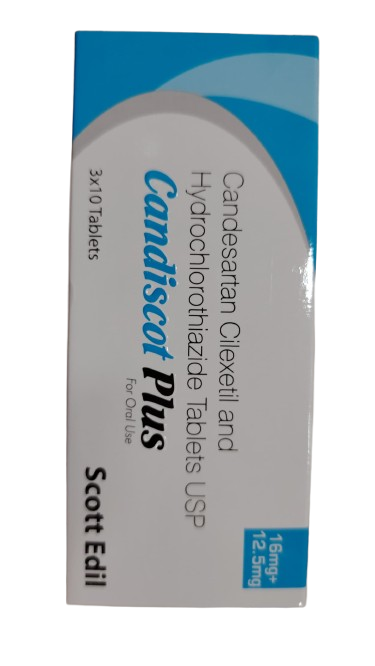 16mg+
12.5mg
Candesartan Cilexetil and
Hydrochlorothiazide Tablets USP
Candiscot Plus
For Oral Use
3x10 Tablets
Scott Edil